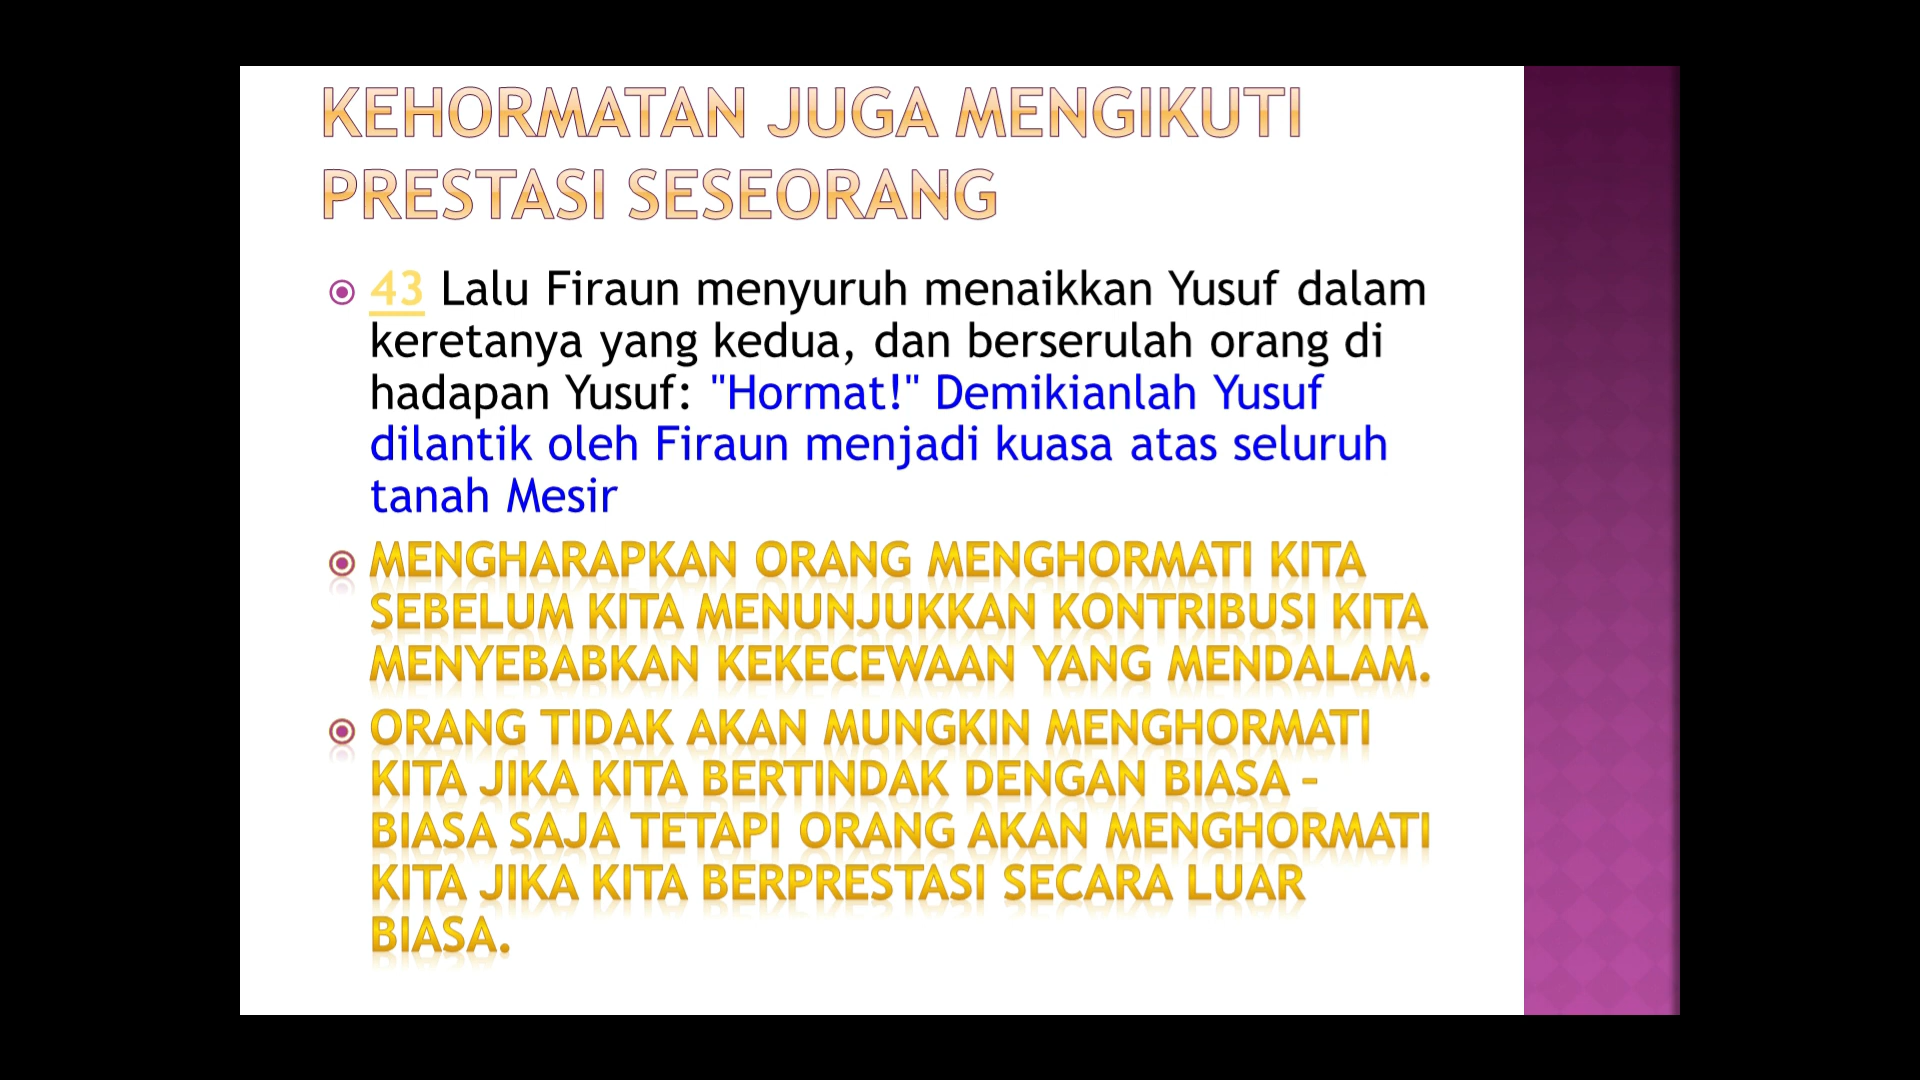 KEHORMATAN JUGA MENGIKUTI
PRESTASI SESEORANG
43 Lalu Firaun menyuruh menaikkan Yusuf dalam
keretanya yang kedua, dan berserulah orang di
hadapan Yusuf: "Hormat!" Demikianlah Yusuf
dilantik oleh Firaun menjadi kuasa atas seluruh
tanah Mesir
MENGHARAPKAN ORANG MENGHORMATI KITA
SEBELUM KITA MENUNJUKKAN KONTRIBUSI KITA
MENYEBABKAN KEKECEWAAN YANG MENDALAM.
ORANG TIDAK AKAN MUNGKIN MENGHORMATI
KITA JIKA KITA BERTINDAK DENGAN BIASA –
BIASA SAJA TETAPI ORANG AKAN MENGHORMATI
KITA JIKA KITA BERPRESTASI SECARA LUAR
BIASA.